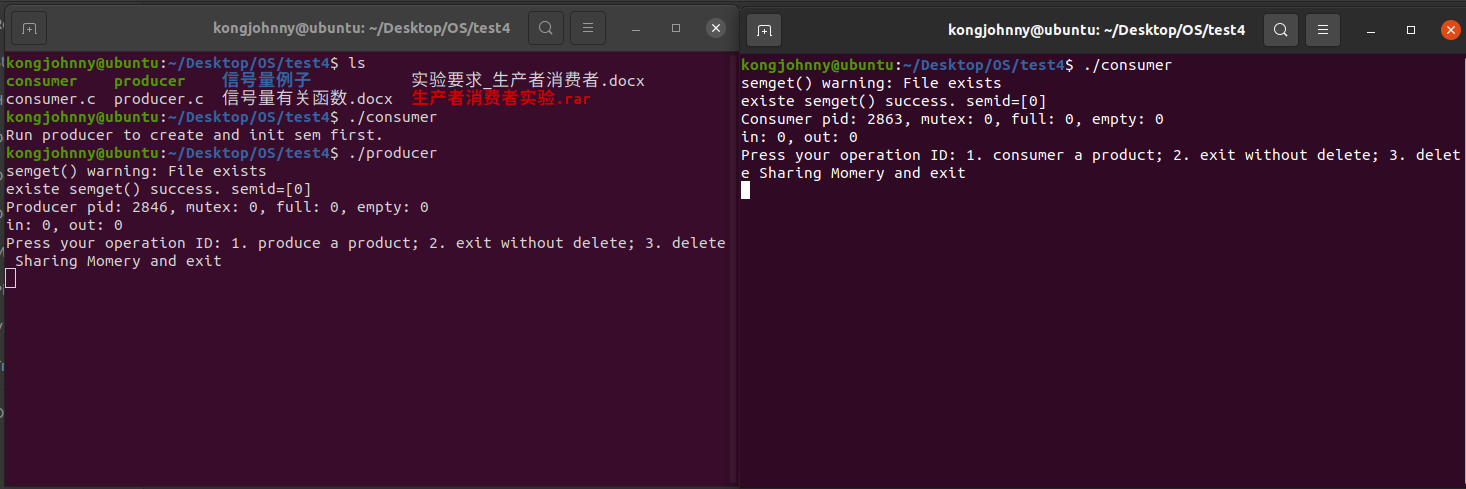 kongjohnny@ubuntu: ~/Desktop/OS/test4
kongjohnny@ubuntu:~/Desktop/OS/test4$ ls
consumer producer 信号量例子 实验要求_生产者消费者.docx
consumer.c producer.c 信号量有关函数.docx 生产者消费者实验.rar
kongjohnny@ubuntu:~/Desktop/OS/test4$ ./consumer
Run producer to create and init sem first.
kongjohnny@ubuntu:~/Desktop/OS/test4$ ./producer
semget() warning: File exists
existe semget() success. semid=[0]
Producer pid: 2846, mutex: 0, full: 0, empty: 0
in: 0, out: 0
Press your operation ID: 1. produce a product; 2. exit without delete; 3. delete
Sharing Momery and exit
kongjohnny@ubuntu: ~/Desktop/OS/test4
kongjohnny@ubuntu:~/Desktop/OS/test4$ ./consumer
semget() warning: File exists
existe semget() success. semid=[0]
Consumer pid: 2863, mutex: 0, full: 0, empty: 0
in: 0, out: 0
Press your operation ID: 1. consumer a product; 2. exit without delete; 3. delet
e Sharing Momery and exit